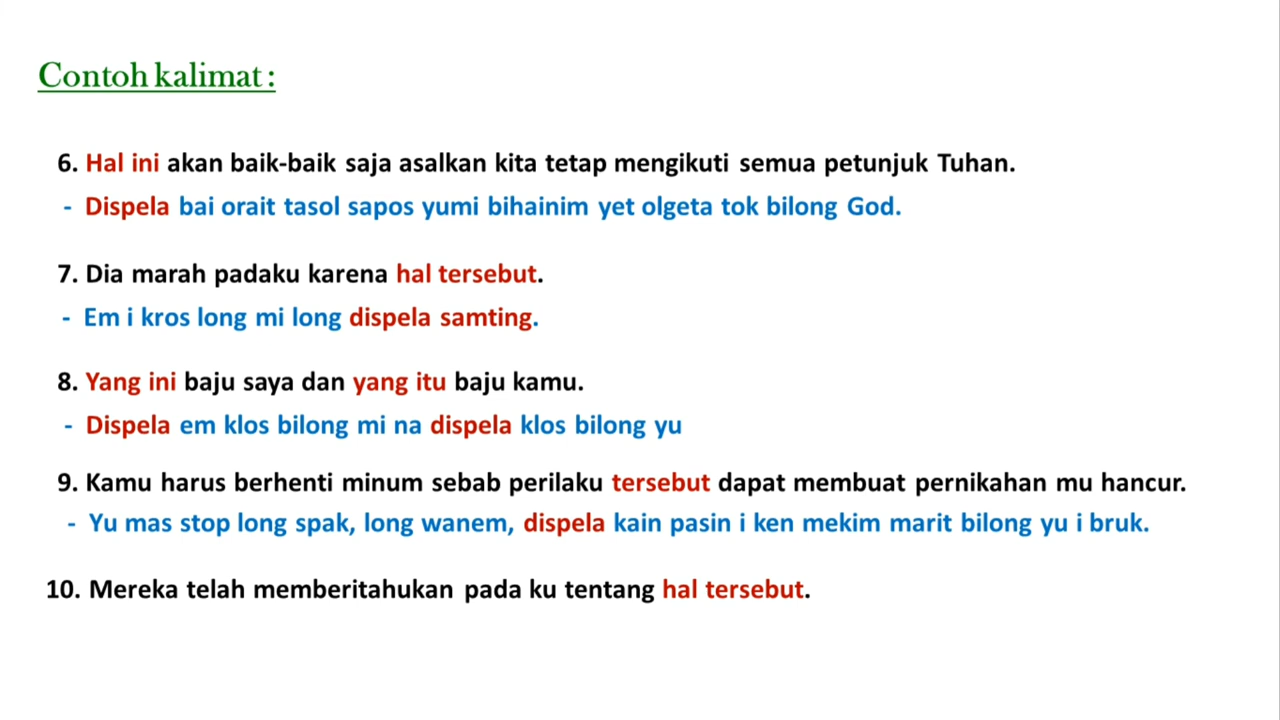 Contoh kalimat :
6. Hal ini akan baik-baik saja asalkan kita tetap mengikuti semua petunjuk Tuhan.
- Dispela bai orait tasol sapos yumi bihainim yet olgeta tok bilong God.
7. Dia marah padaku karena hal tersebut.
- Em i kros long mi long dispela samting.
8. Yang ini baju saya dan yang itu baju kamu.
- Dispela em klos bilong mi na dispela klos bilong yu
9. Kamu harus berhenti minum sebab perilaku tersebut dapat membuat pernikahan mu hancur.
- Yu mas stop long spak, long wanem, dispela kain pasin i ken mekim marit bilong yu i bruk.
10. Mereka telah memberitahukan pada ku tentang hal tersebut.